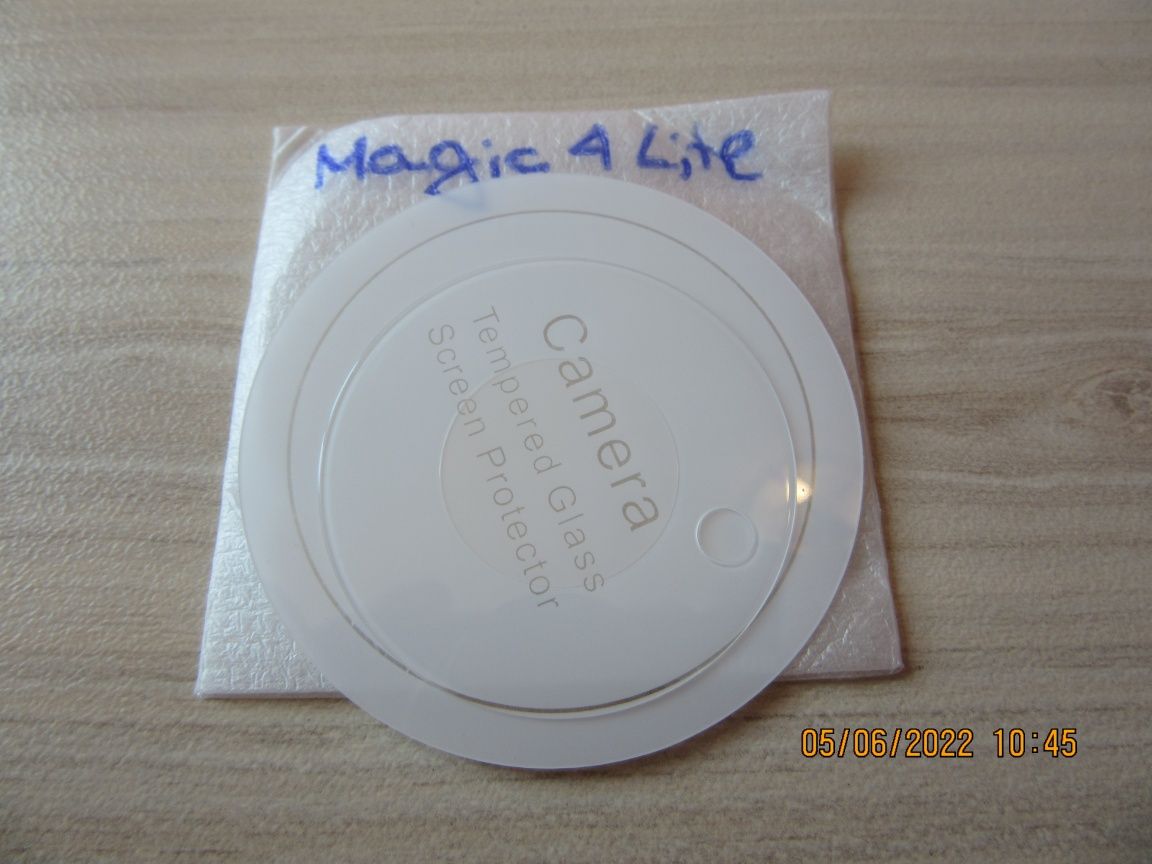 Magic 4 Lite
Camera
Tempered Glass
Screen Protector
05/06/2022 10:45